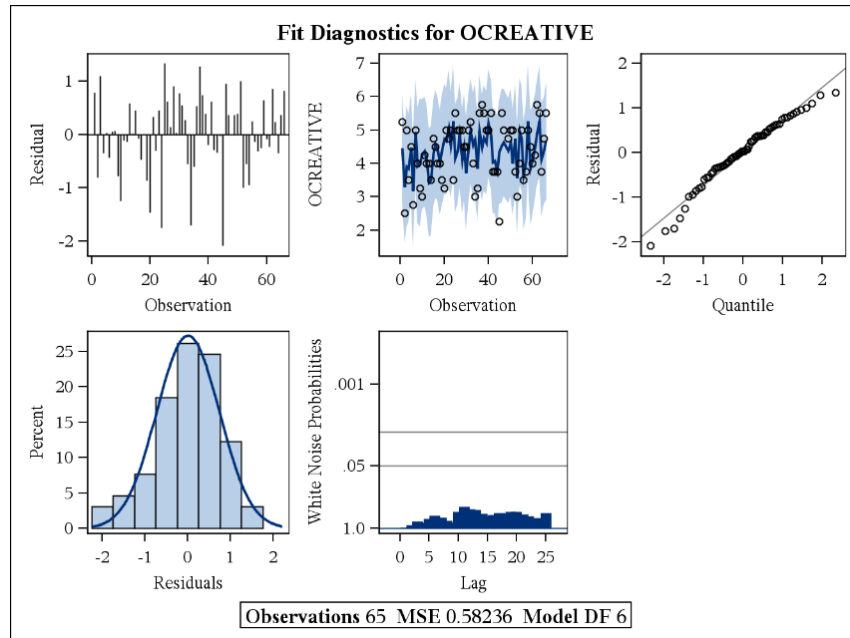 Fit Diagnostics for OCREATIVE
Residual
1
0
-1
-2
0 20 40 60
Observation
OCREATIVE
7
6
5
4
3
2
0 20 40 60
Observation
Residual
2
1
0
-1
-2
-2 -1 0 1 2
Quantile
Percent
25
20
15
10
5
0
-2 -1 0 1 2
Residuals
White Noise Probabilities
.001
.05
1.0
0 5 10 15 20 25
Lag
Observations 65 MSE 0.58236 Model DF 6